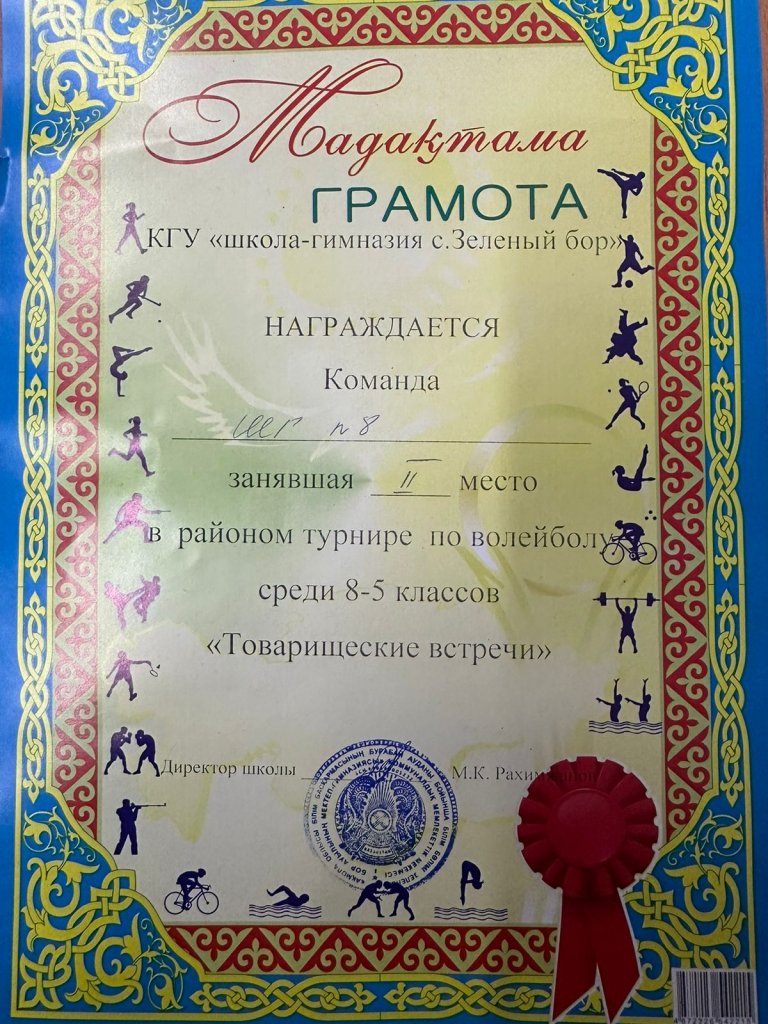 Мадақтама
ГРАМОТА
КГУ «школа-гимназия с.Зеленый бор»
НАГРАЖДАЕТСЯ
Команда
ШГ n 8
занявшая II место
в районом турнире по волейболу
среди 8-5 классов
«Товарищеские встречи»
Директор школы М.К.